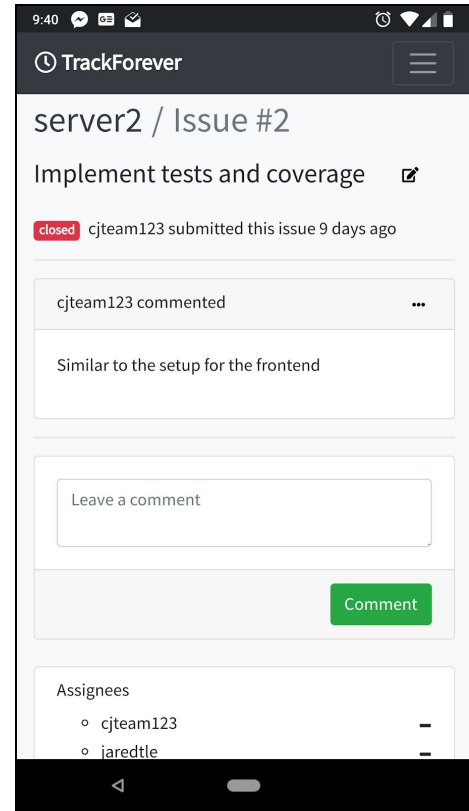 9:40
GE
TrackForever
server2 / Issue #2
Implement tests and coverage
closed cjteam123 submitted this issue 9 days ago
cjteam123 commented
Similar to the setup for the frontend
Leave a comment
Comment
Assignees
cjteam123
jaredtle